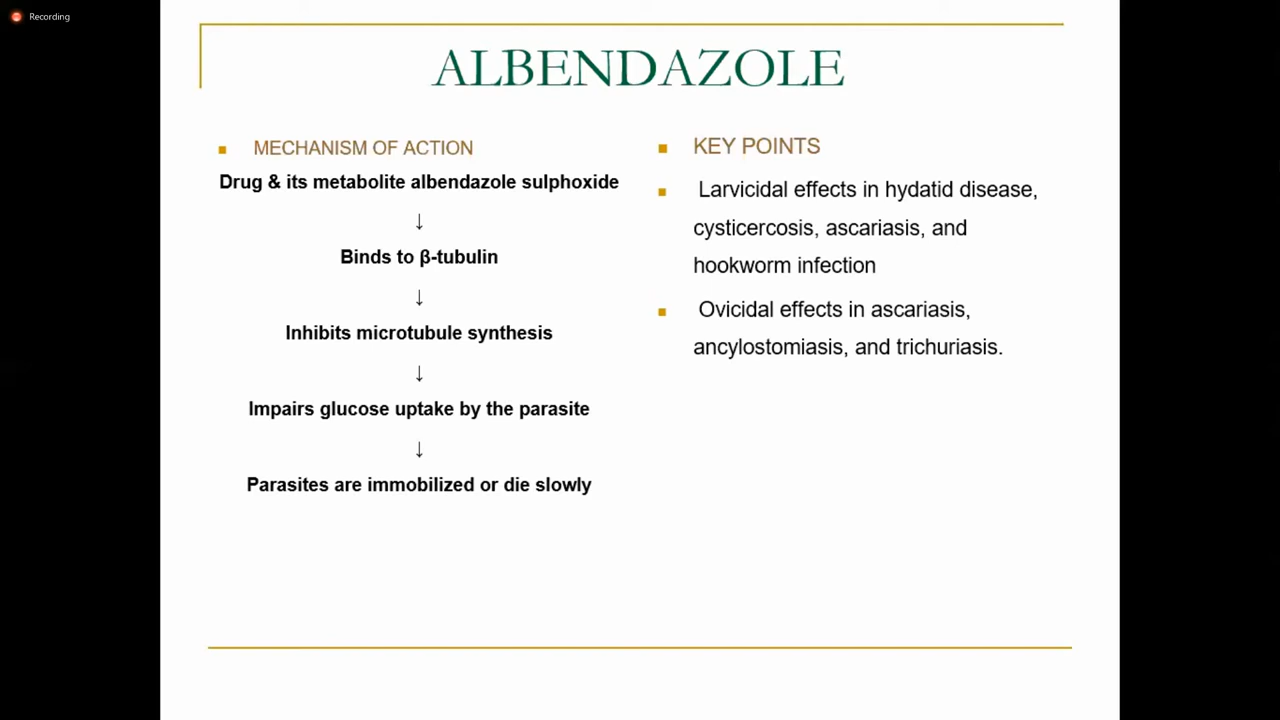 Recording
ALBENDAZOLE
■ MECHANISM OF ACTION
Drug & its metabolite albendazole sulphoxide
↓
Binds to β-tubulin
↓
Inhibits microtubule synthesis
↓
Impairs glucose uptake by the parasite
↓
Parasites are immobilized or die slowly
■ KEY POINTS
■ Larvicidal effects in hydatid disease,
cysticercosis, ascariasis, and
hookworm infection
■ Ovicidal effects in ascariasis,
ancylostomiasis, and trichuriasis.